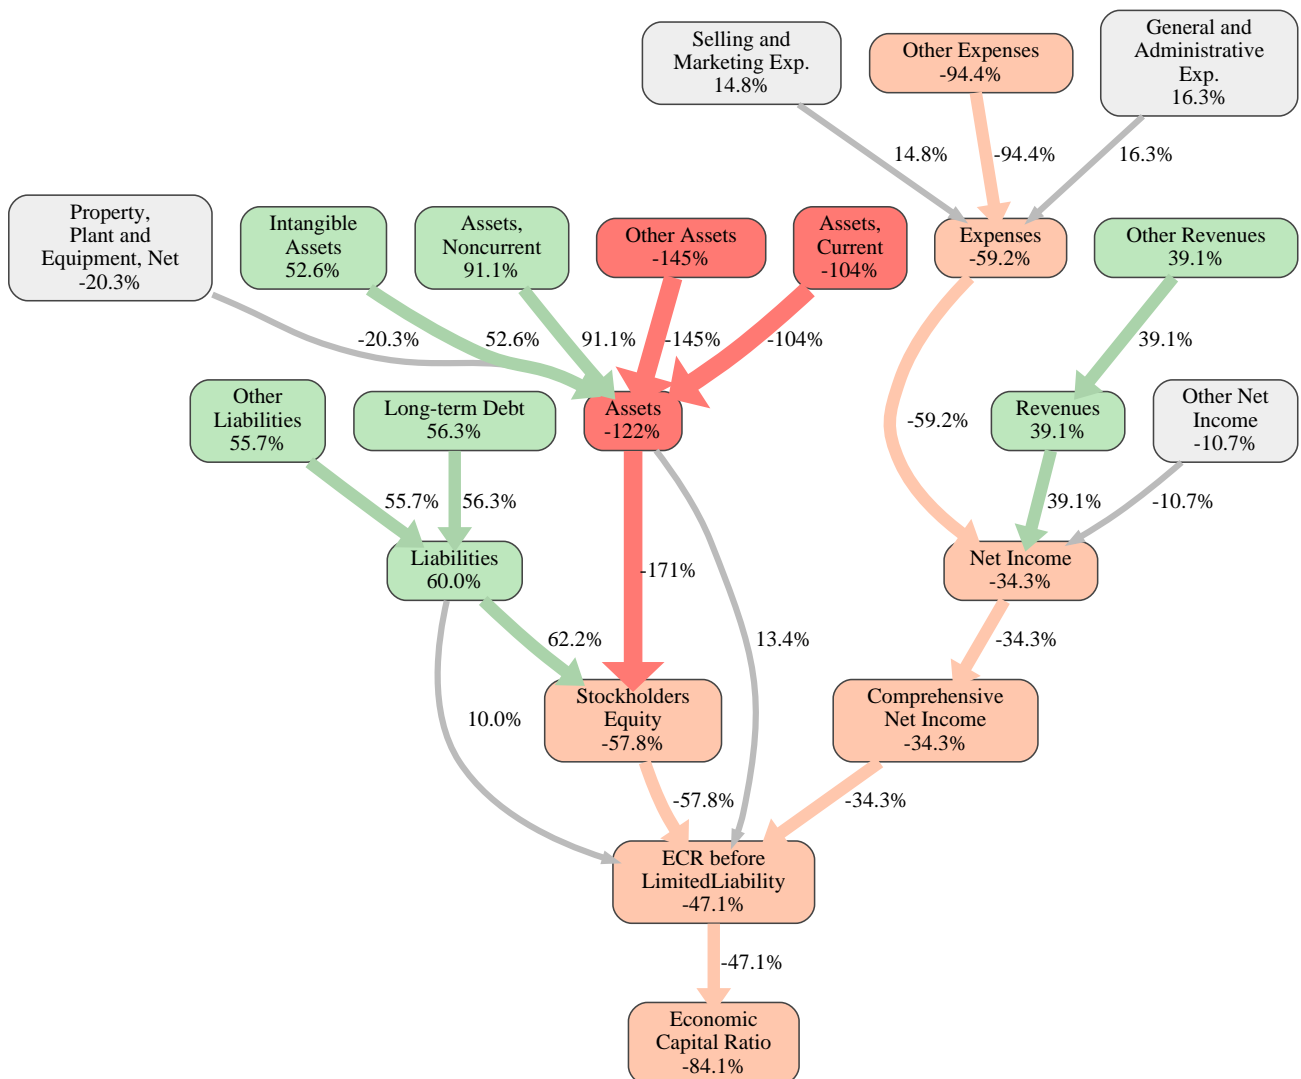 Selling and
Marketing Exp.
14.8%
Other Expenses
-94.4%
General and
Administrative
Exp.
16.3%
14.8%
-94.4%
16.3%
Property,
Plant and
Equipment, Net
-20.3%
Intangible
Assets
52.6%
Assets,
Noncurrent
91.1%
Other Assets
-145%
Assets,
Current
-104%
Expenses
-59.2%
Other Revenues
39.1%
-20.3%
52.6%
91.1%
-145%
-104%
39.1%
Other
Liabilities
55.7%
Long-term Debt
56.3%
Assets
-122%
-59.2%
Revenues
39.1%
Other Net
Income
-10.7%
55.7%
56.3%
39.1%
-10.7%
Liabilities
60.0%
-171%
Net Income
-34.3%
62.2%
13.4%
-34.3%
10.0%
Stockholders
Equity
-57.8%
Comprehensive
Net Income
-34.3%
-57.8%
-34.3%
ECR before
LimitedLiability
-47.1%
-47.1%
Economic
Capital Ratio
-84.1%